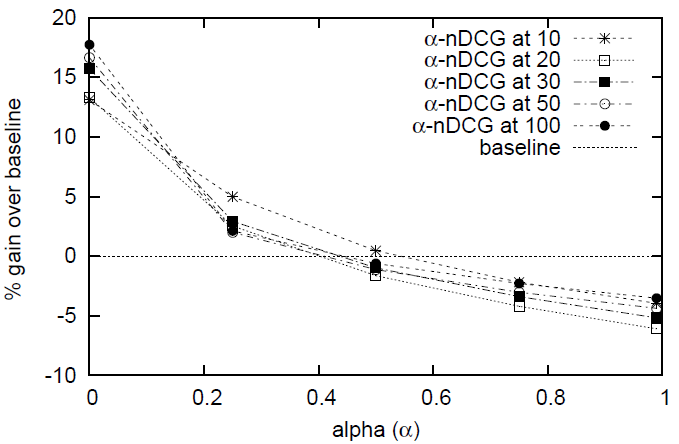 20
15
10
5
0
-5
-10
% gain over baseline
α-nDCG at 10
α-nDCG at 20
α-nDCG at 30
α-nDCG at 50
α-nDCG at 100
baseline
0 0.2 0.4 0.6 0.8 1
alpha (α)